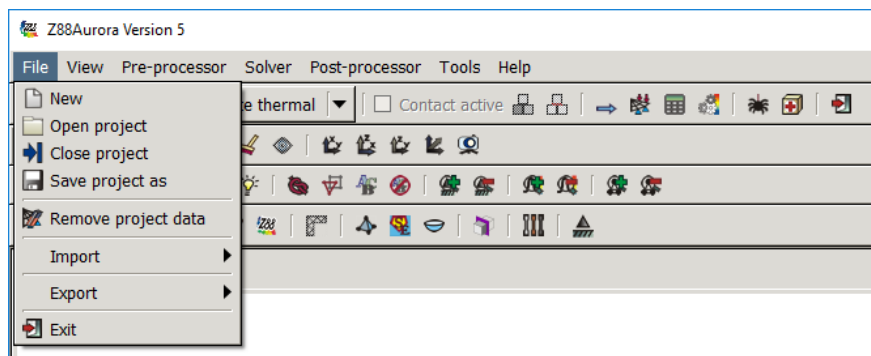 Z88Aurora Version 5
File View Pre-processor Solver Post-processor Tools Help
New
e thermal Contact active
Open project
Close project
Save project as
Remove project data
Z88
Import
Export
Exit